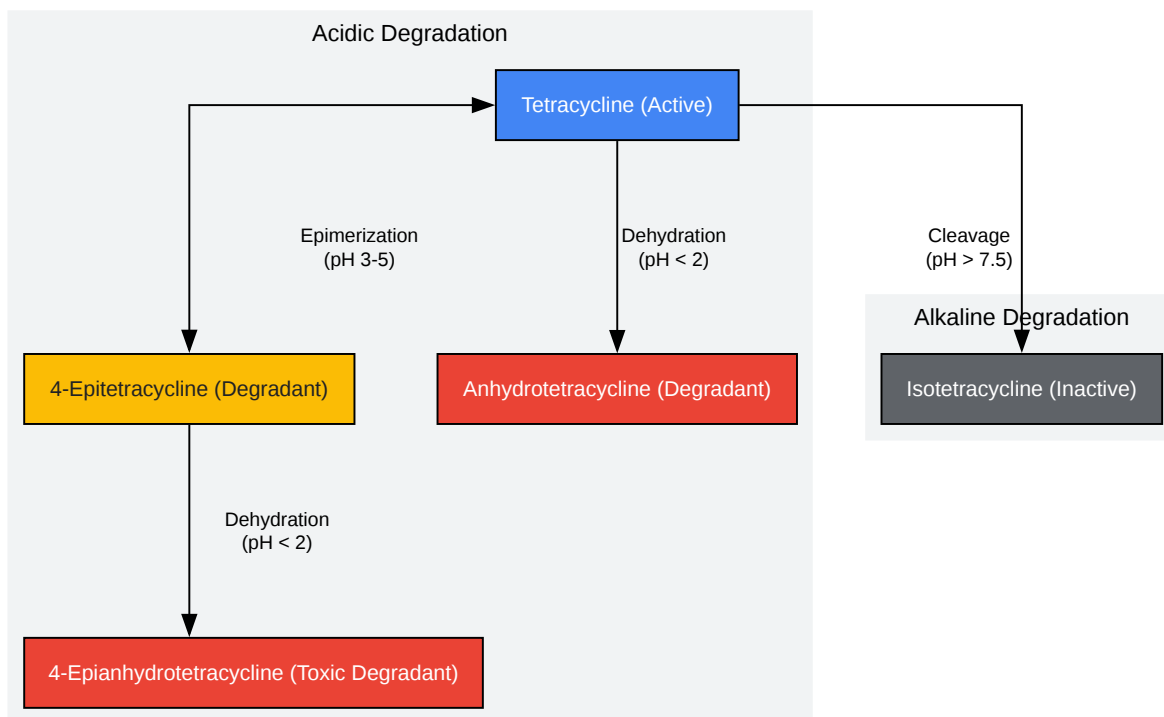 Acidic Degradation
Tetracycline (Active)
Epimerization
(pH 3-5)
Dehydration
(pH < 2)
Cleavage
(pH > 7.5)
Alkaline Degradation
4-Epitetracycline (Degradant)
Anhydrotetracycline (Degradant)
Isotetracycline (Inactive)
Dehydration
(pH < 2)
4-Epianhydrotetracycline (Toxic Degradant)